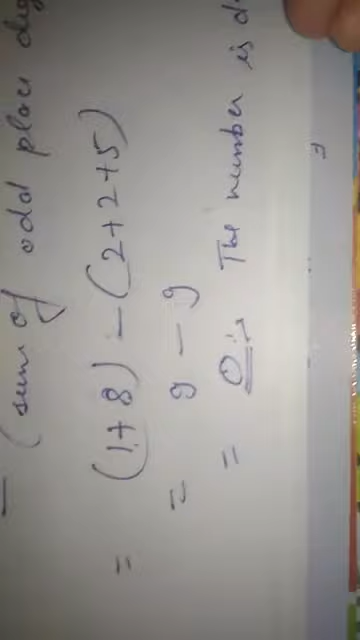 - (sum of odd place dig
= (1+8) - (2+2+5)
= 9 - 9
= 0 ∴ The number is d